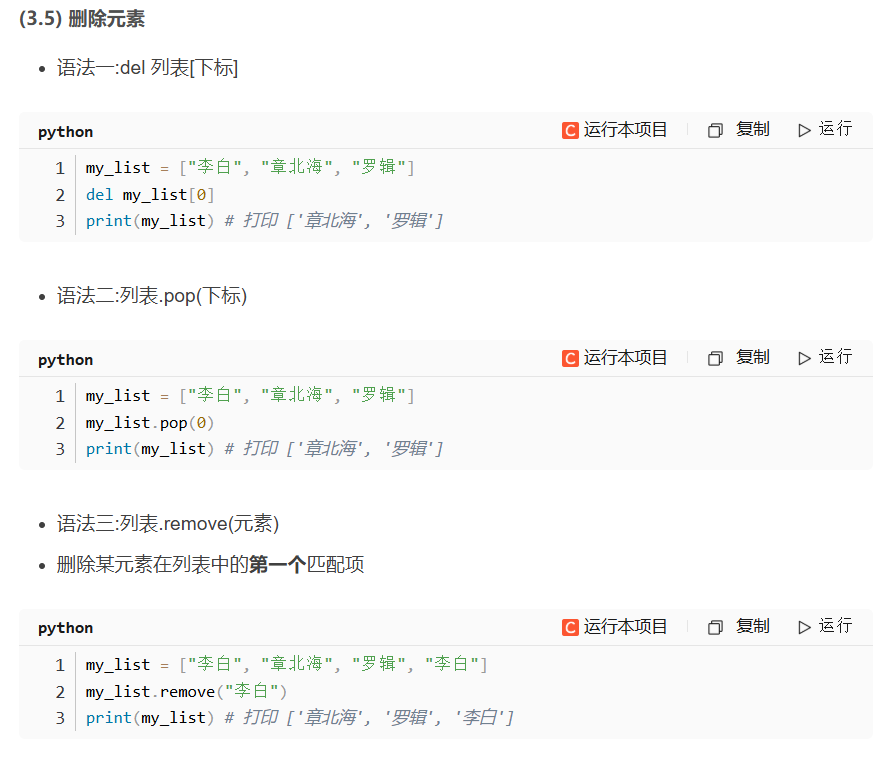 (3.5) 删除元素
语法一:del 列表[下标]
python
C 运行本项目 复制 运行
1 my_list = ["李白", "章北海", "罗辑"]
2 del my_list[0]
3 print(my_list) # 打印 ['章北海', '罗辑']
语法二:列表.pop(下标)
python
C 运行本项目 复制 运行
1 my_list = ["李白", "章北海", "罗辑"]
2 my_list.pop(0)
3 print(my_list) # 打印 ['章北海', '罗辑']
语法三:列表.remove(元素)
删除某元素在列表中的第一个匹配项
python
C 运行本项目 复制 运行
1 my_list = ["李白", "章北海", "罗辑", "李白"]
2 my_list.remove("李白")
3 print(my_list) # 打印 ['章北海', '罗辑', '李白']